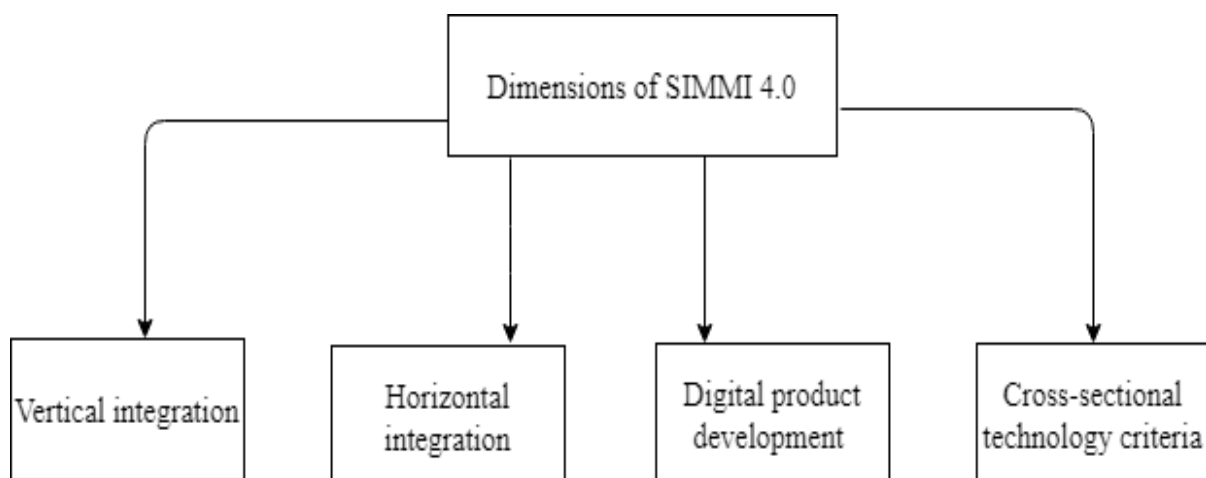 Dimensions of SIMMI 4.0
Vertical integration
Horizontal
integration
Digital product
development
Cross-sectional
technology criteria